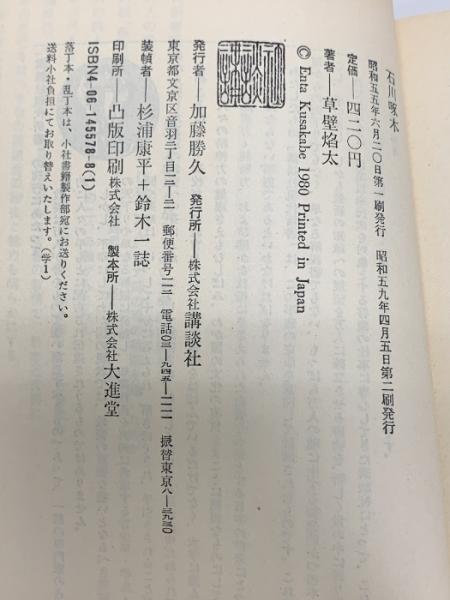 石川啄木
昭和五五年六月二〇日第一刷発行　昭和五九年四月五日第二刷発行
定価―四二〇円
著者―草壁焰太
© Enta Kusakabe 1980 Printed in Japan
発行者―加藤勝久　発行所―株式会社講談社
東京都文京区音羽二丁目一二―二一　郵便番号一一二　電話〇三―九四五―一一一一　振替東京八―三九三〇
装幀者―杉浦康平＋鈴木一誌
印刷所―凸版印刷株式会社　製本所―株式会社大進堂
ISBN4-06-145578-8(1)
落丁本・乱丁本は、小社書籍製作部宛にお送りください。
送料小社負担にてお取り替えいたします。（学1）